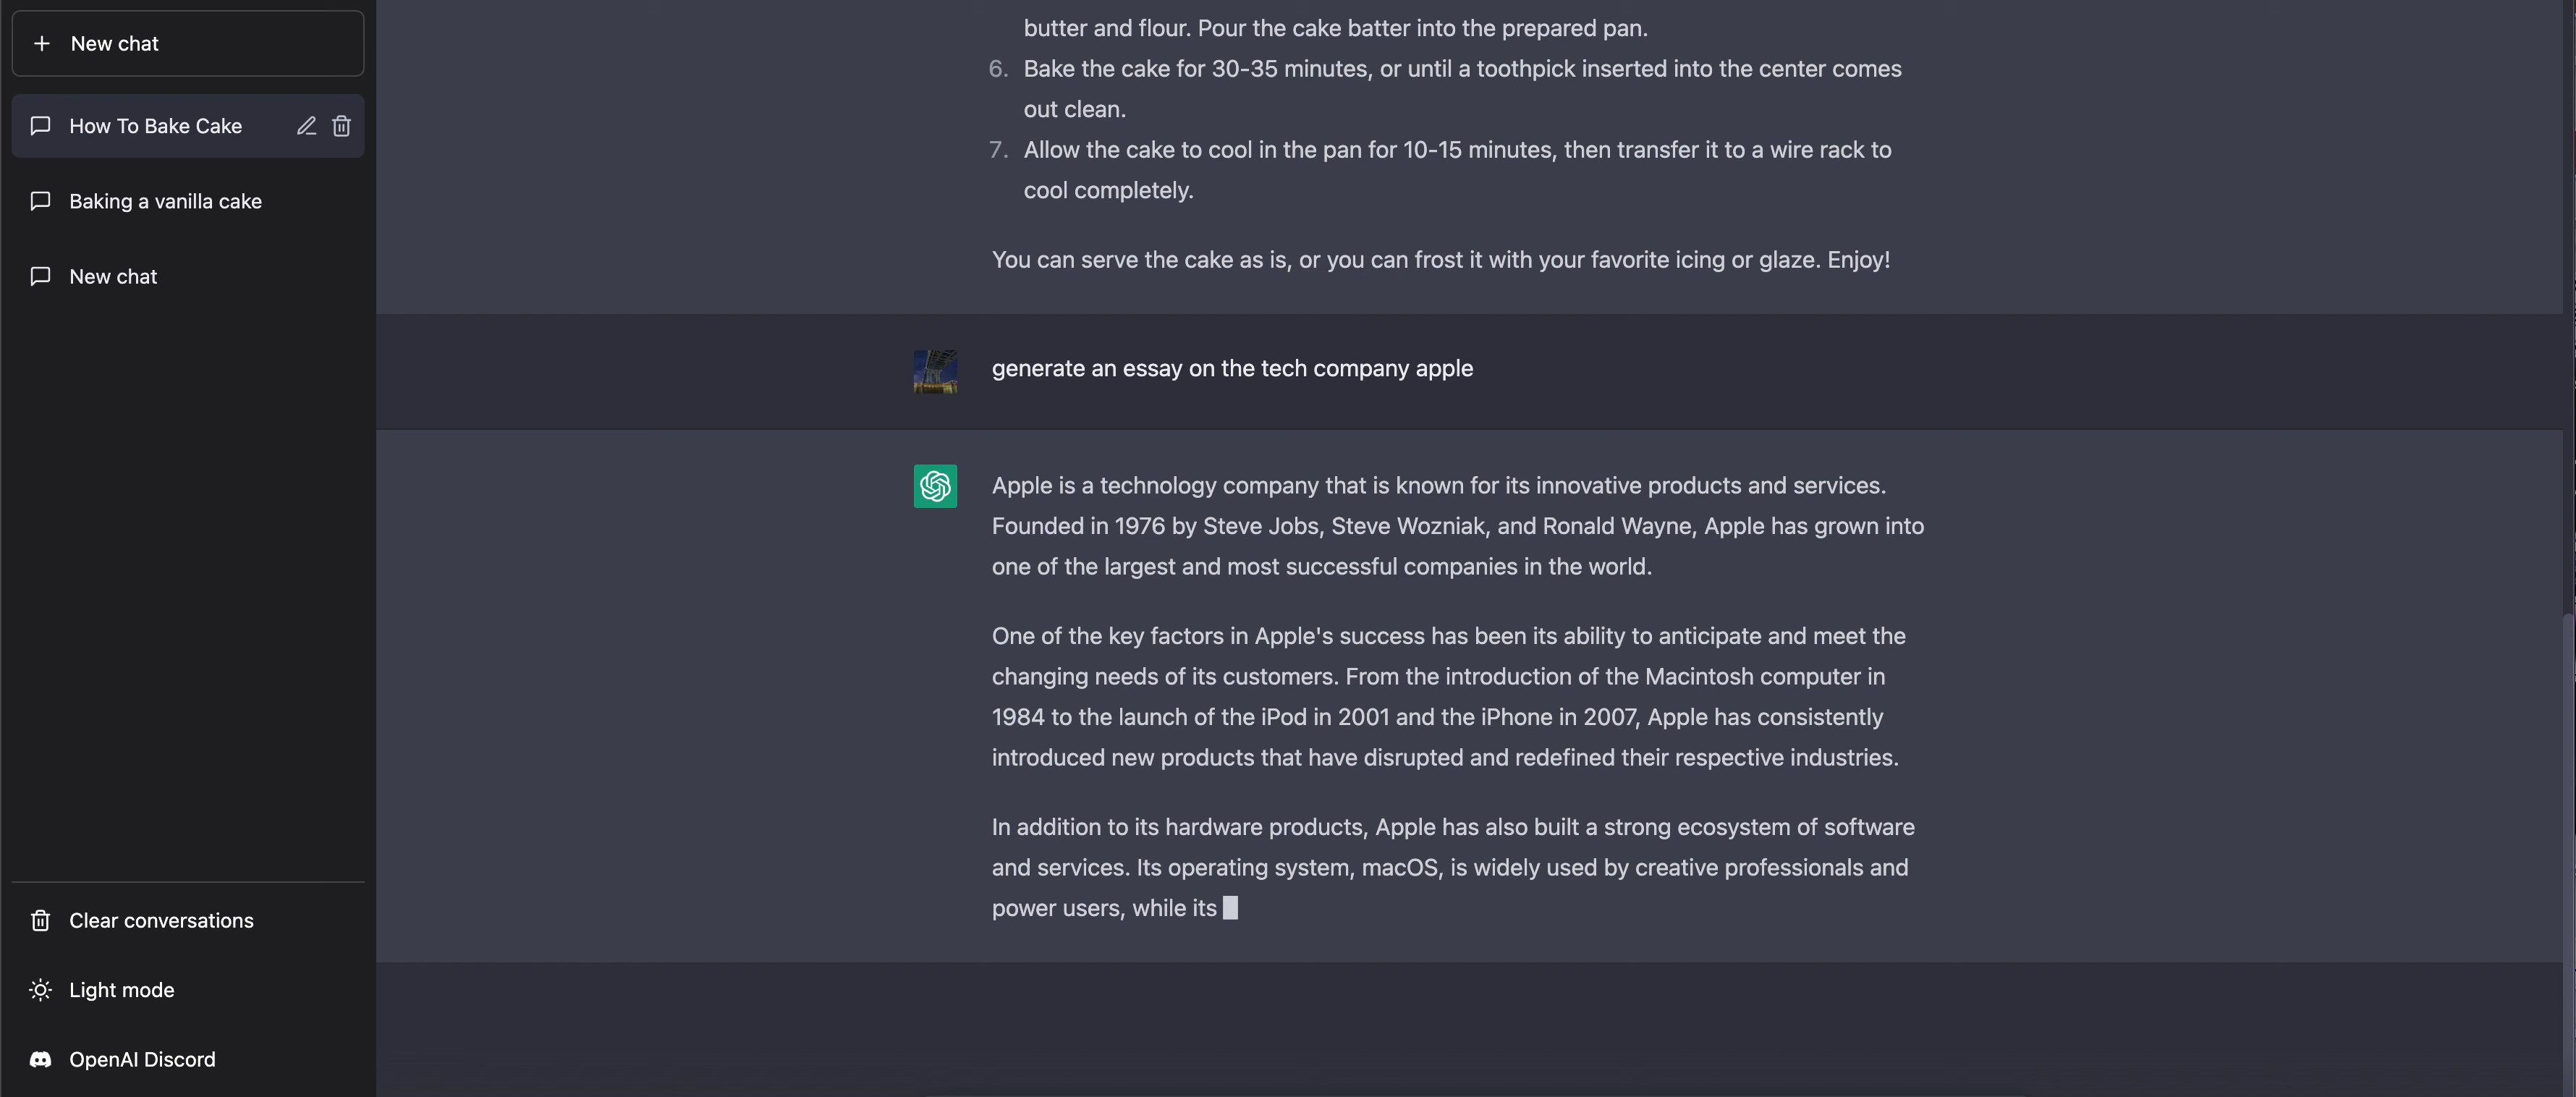 New chat
How To Bake Cake
Baking a vanilla cake
New chat
Clear conversations
Light mode
OpenAI Discord
butter and flour. Pour the cake batter into the prepared pan.
6. Bake the cake for 30-35 minutes, or until a toothpick inserted into the center comes
out clean.
7. Allow the cake to cool in the pan for 10-15 minutes, then transfer it to a wire rack to
cool completely.
You can serve the cake as is, or you can frost it with your favorite icing or glaze. Enjoy!
generate an essay on the tech company apple
Apple is a technology company that is known for its innovative products and services.
Founded in 1976 by Steve Jobs, Steve Wozniak, and Ronald Wayne, Apple has grown into
one of the largest and most successful companies in the world.
One of the key factors in Apple's success has been its ability to anticipate and meet the
changing needs of its customers. From the introduction of the Macintosh computer in
1984 to the launch of the iPod in 2001 and the iPhone in 2007, Apple has consistently
introduced new products that have disrupted and redefined their respective industries.
In addition to its hardware products, Apple has also built a strong ecosystem of software
and services. Its operating system, macOS, is widely used by creative professionals and
power users, while its